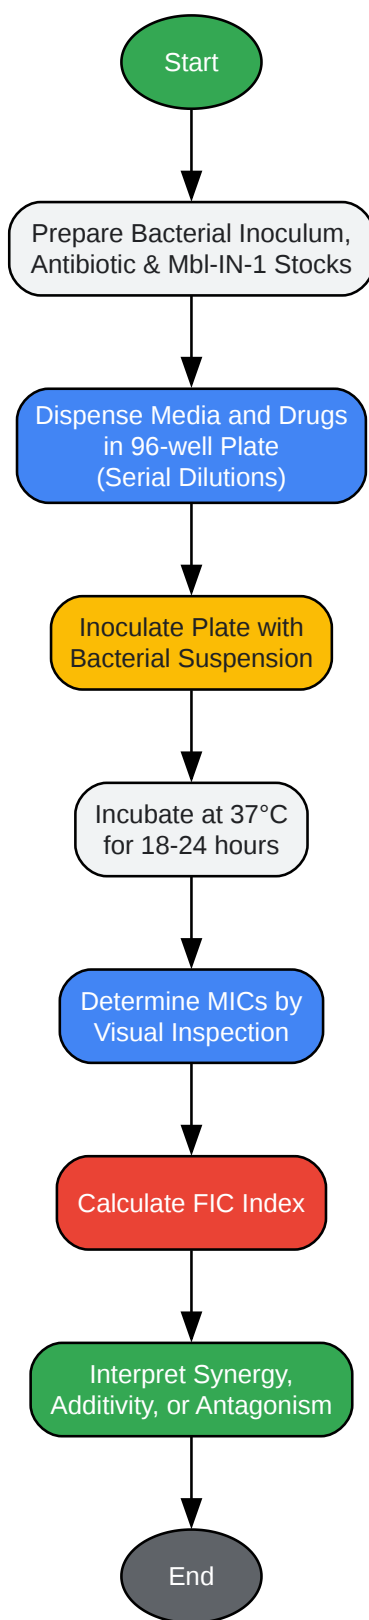 Start
Prepare Bacterial Inoculum,
Antibiotic & Mbl-IN-1 Stocks
Dispense Media and Drugs
in 96-well Plate
(Serial Dilutions)
Inoculate Plate with
Bacterial Suspension
Incubate at 37°C
for 18-24 hours
Determine MICs by
Visual Inspection
Calculate FIC Index
Interpret Synergy,
Additivity, or Antagonism
End